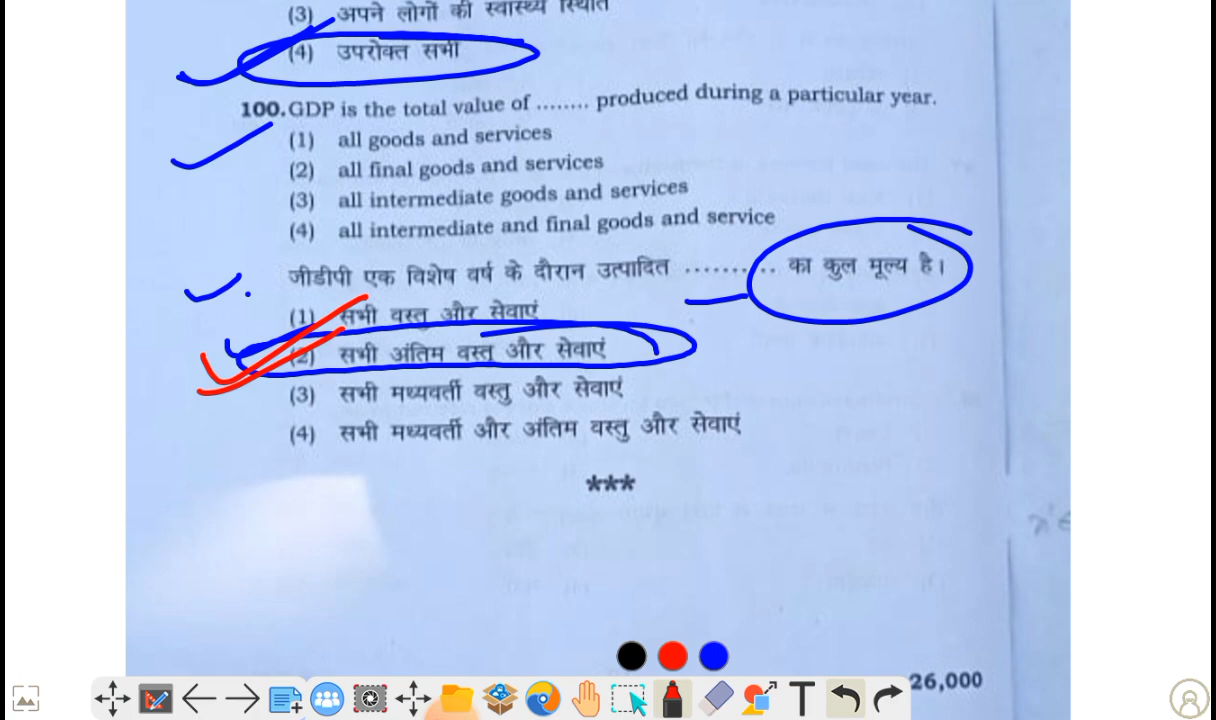 (3) अपने लोगों की स्वास्थ्य स्थिति
(4) उपरोक्त सभी
100. GDP is the total value of ........ produced during a particular year.
(1) all goods and services
(2) all final goods and services
(3) all intermediate goods and services
(4) all intermediate and final goods and service
जीडीपी एक विशेष वर्ष के दौरान उत्पादित .......... का कुल मूल्य है।
(1) सभी वस्तु और सेवाएं
(2) सभी अंतिम वस्तु और सेवाएं
(3) सभी मध्यवर्ती वस्तु और सेवाएं
(4) सभी मध्यवर्ती और अंतिम वस्तु और सेवाएं
***
26,000